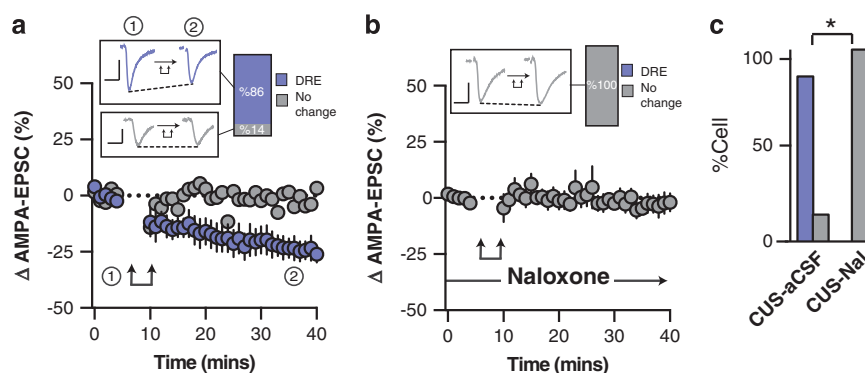 a
① ②
50
25
0
-25
-50
Δ AMPA-EPSC (%)
%86
%14
DRE
No
change
①
②
0 10 20 30 40
Time (mins)
b
50
25
0
-25
-50
Δ AMPA-EPSC (%)
%100
DRE
No
change
Naloxone
0 10 20 30 40
Time (mins)
c
*
100
50
0
%Cell
CUS-aCSF
CUS-Nal